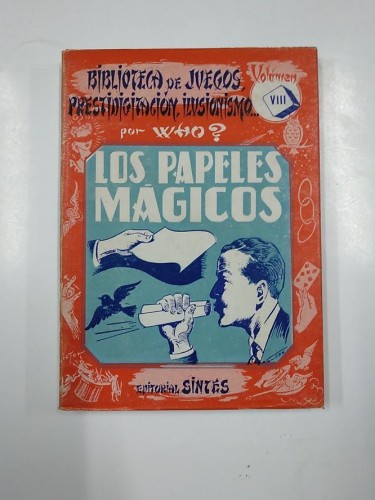 BIBLIOTECA DE JUEGOS,
PRESTIDIGITACIÓN, ILUSIONISMO...
Volumen
VIII
por WHO?
LOS PAPELES
MÁGICOS
EDITORIAL SINTES